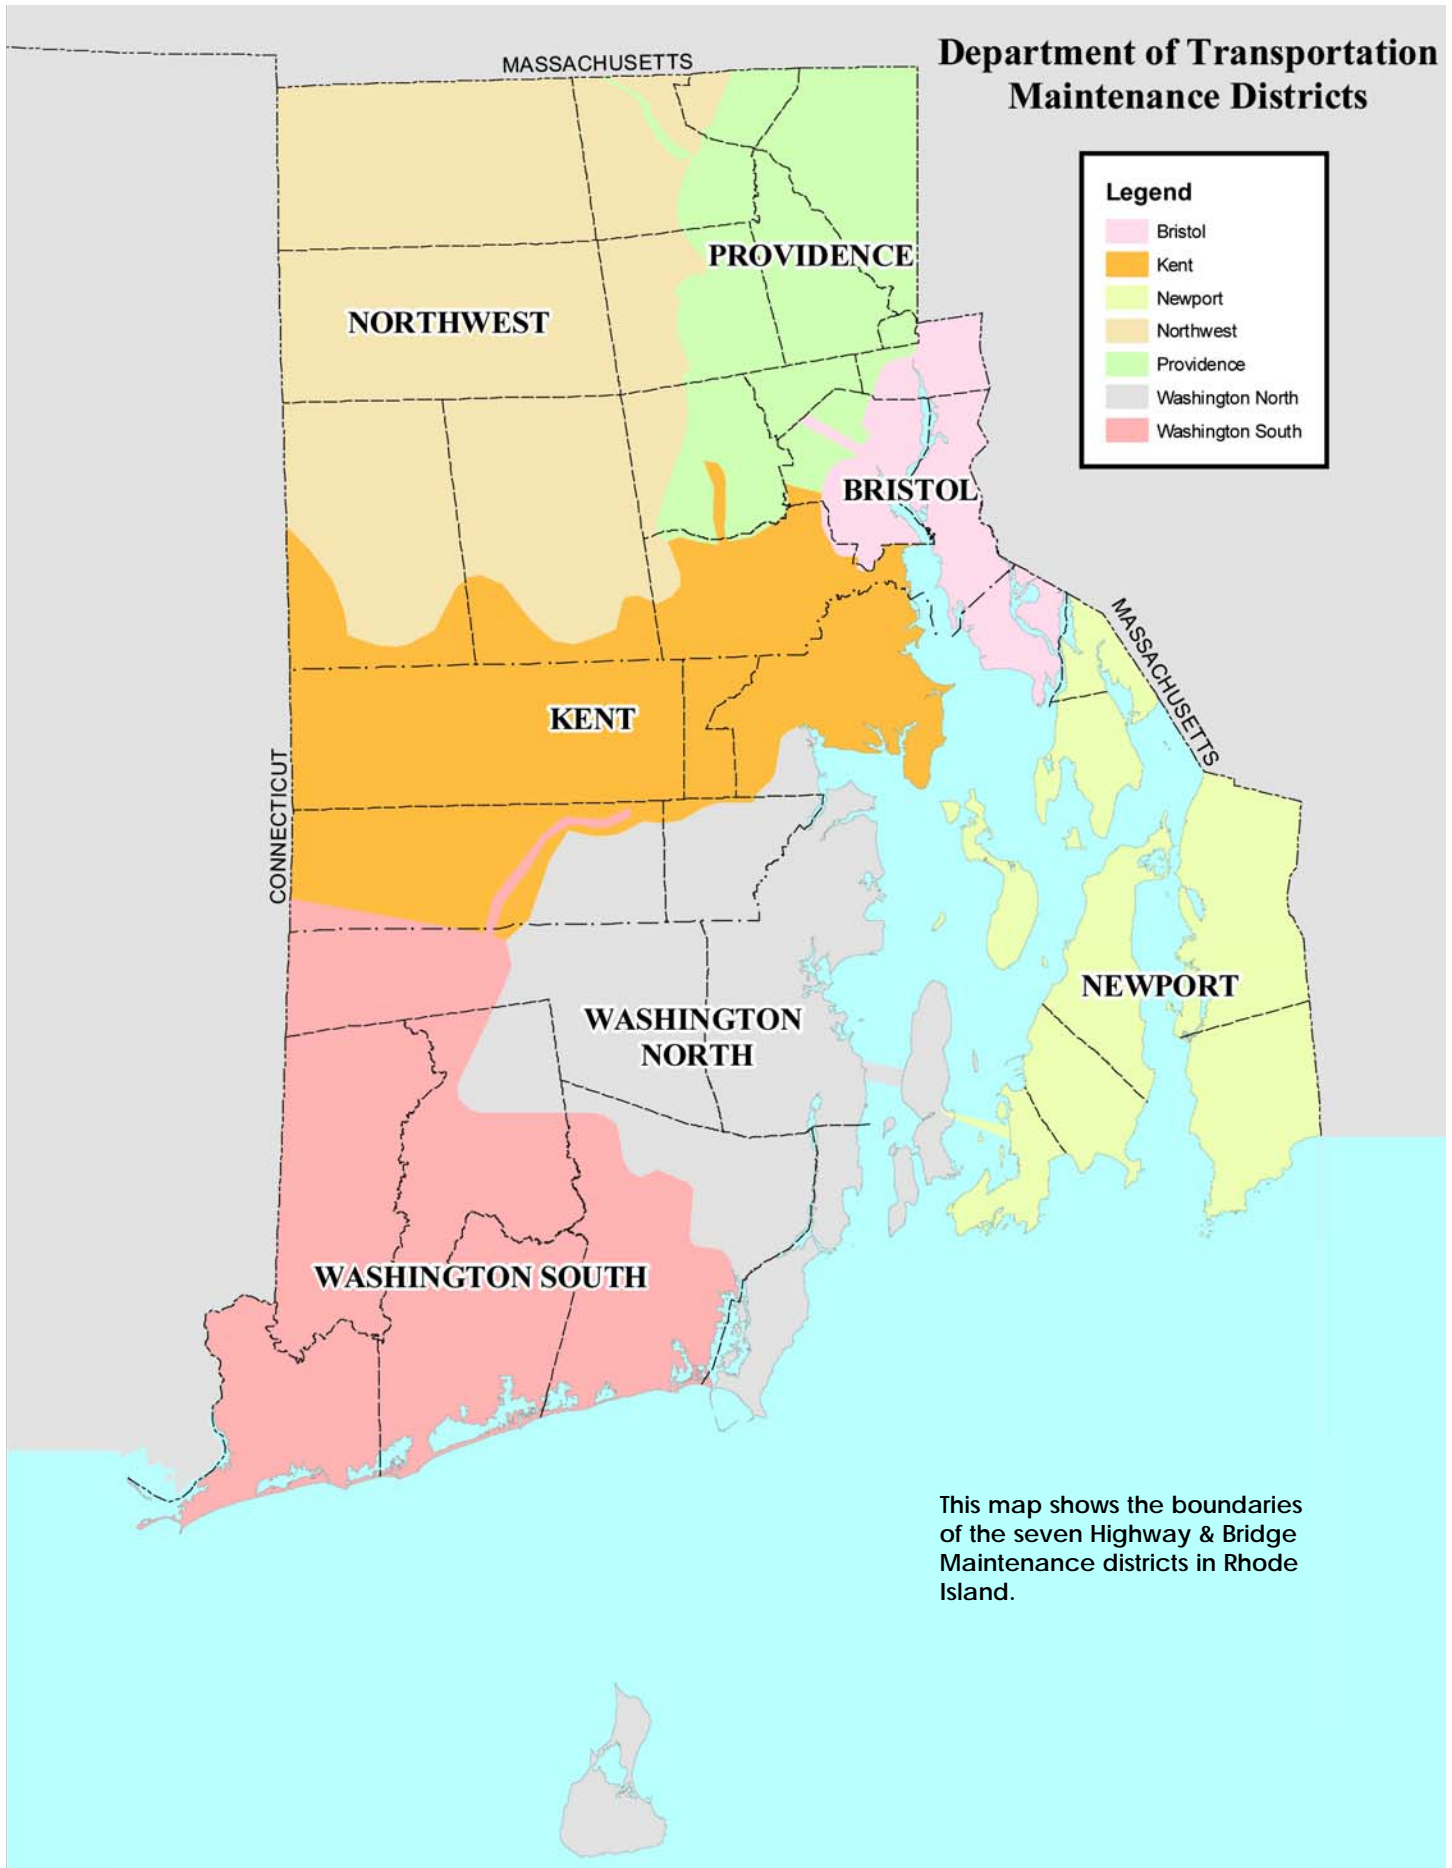 Department of Transportation
Maintenance Districts
MASSACHUSETTS
Legend
Bristol
Kent
Newport
Northwest
Providence
Washington North
Washington South
PROVIDENCE
NORTHWEST
BRISTOL
MASSACHUSETTS
KENT
CONNECTICUT
NEWPORT
WASHINGTON
NORTH
WASHINGTON SOUTH
This map shows the boundaries
of the seven Highway & Bridge
Maintenance districts in Rhode
Island.